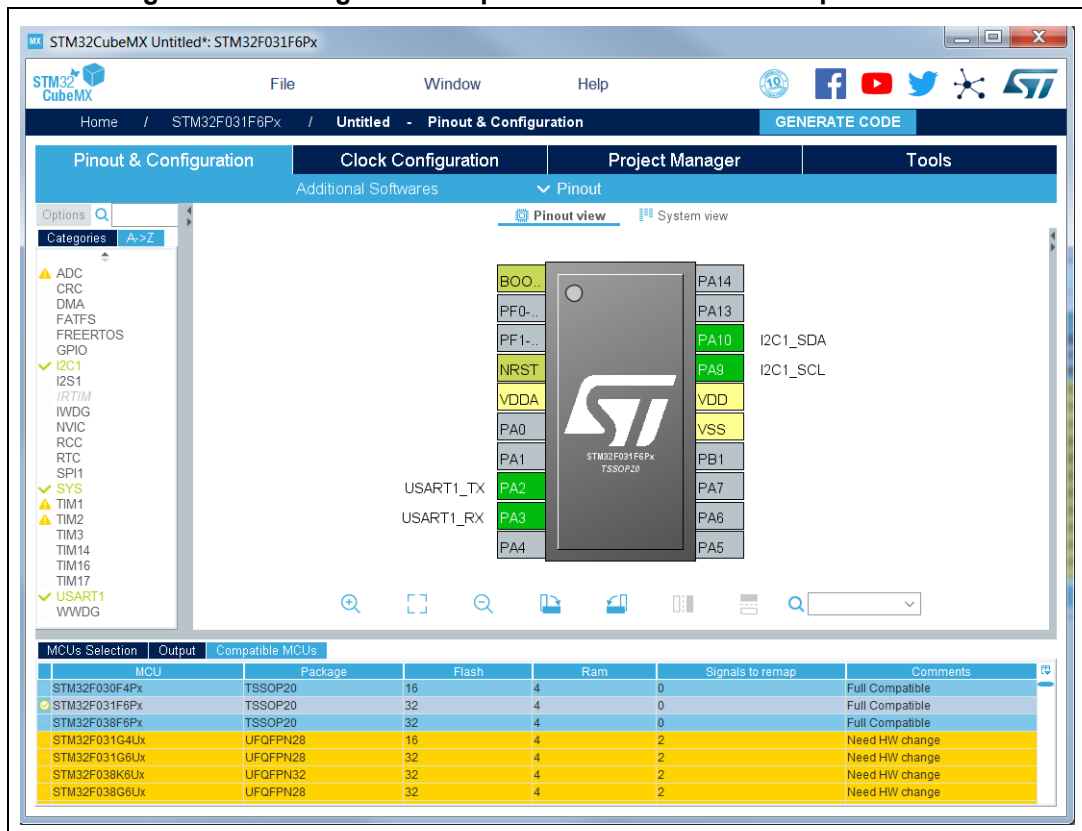 STM32CubeMX Untitled*: STM32F031F6Px
STM32 CubeMX File Window Help 10
Home / STM32F031F6Px / Untitled - Pinout & Configuration GENERATE CODE
Pinout & Configuration Clock Configuration Project Manager Tools
Additional Softwares Pinout
Options Pinout view System view
Categories A->Z
ADC
CRC
DMA
FATFS
FREERTOS
GPIO
I2C1
I2S1
IRTIM
IWDG
NVIC
RCC
RTC
SPI1
SYS
TIM1
TIM2
TIM3
TIM14
TIM16
TIM17
USART1
WWDG
BOO.. PA14
PF0-.. PA13
PF1-.. PA10 I2C1_SDA
NRST PA9 I2C1_SCL
VDDA VDD
PA0 VSS
PA1 PB1
USART1_TX PA2 PA7
USART1_RX PA3 PA6
PA4 PA5
STM32F031F6Px
TSSOP20
MCUs Selection Output Compatible MCUs
MCU Package Flash Ram Signals to remap Comments
STM32F030F4Px TSSOP20 16 4 0 Full Compatible
STM32F031F6Px TSSOP20 32 4 0 Full Compatible
STM32F038F6Px TSSOP20 32 4 0 Full Compatible
STM32F031G4Ux UFQFPN28 16 4 2 Need HW change
STM32F031G6Ux UFQFPN28 32 4 2 Need HW change
STM32F038K6Ux UFQFPN32 32 4 2 Need HW change
STM32F038G6Ux UFQFPN28 32 4 2 Need HW change